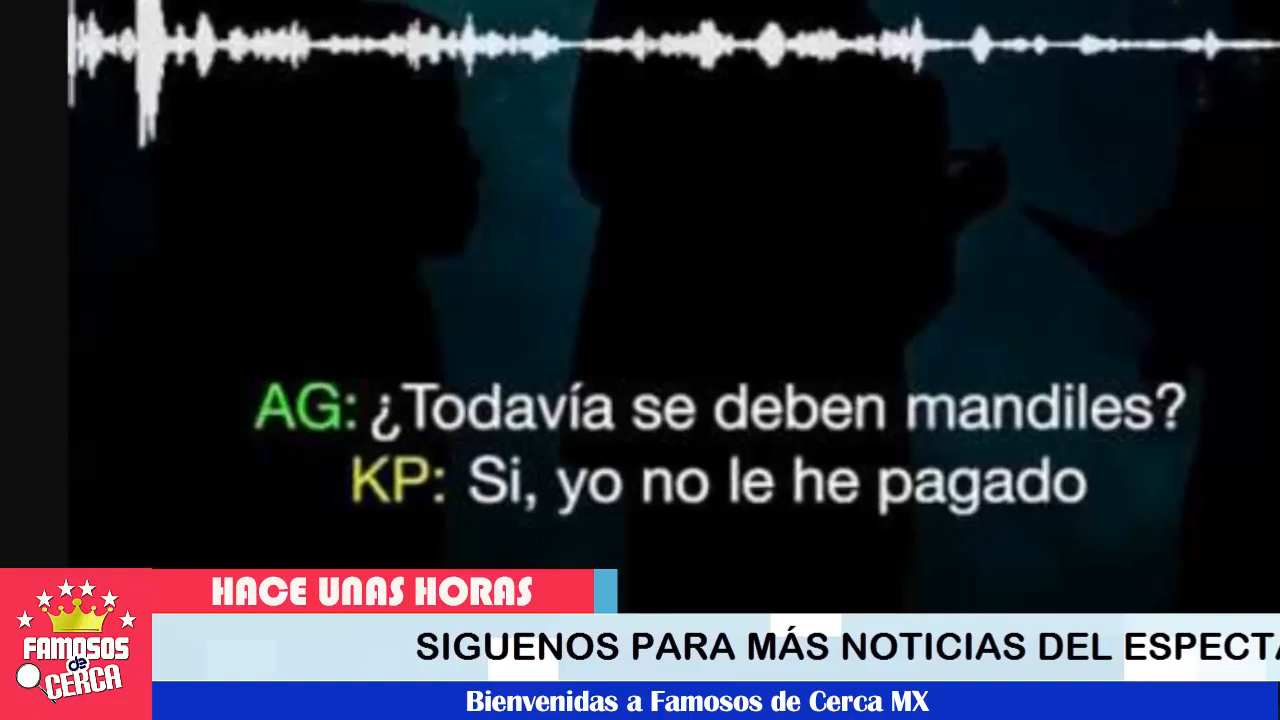 AG: ¿Todavía se deben mandiles?
KP: Si, yo no le he pagado
HACE UNAS HORAS
FAMOSOS
de
CERCA
SIGUENOS PARA MÁS NOTICIAS DEL ESPECTA
Bienvenidas a Famosos de Cerca MX